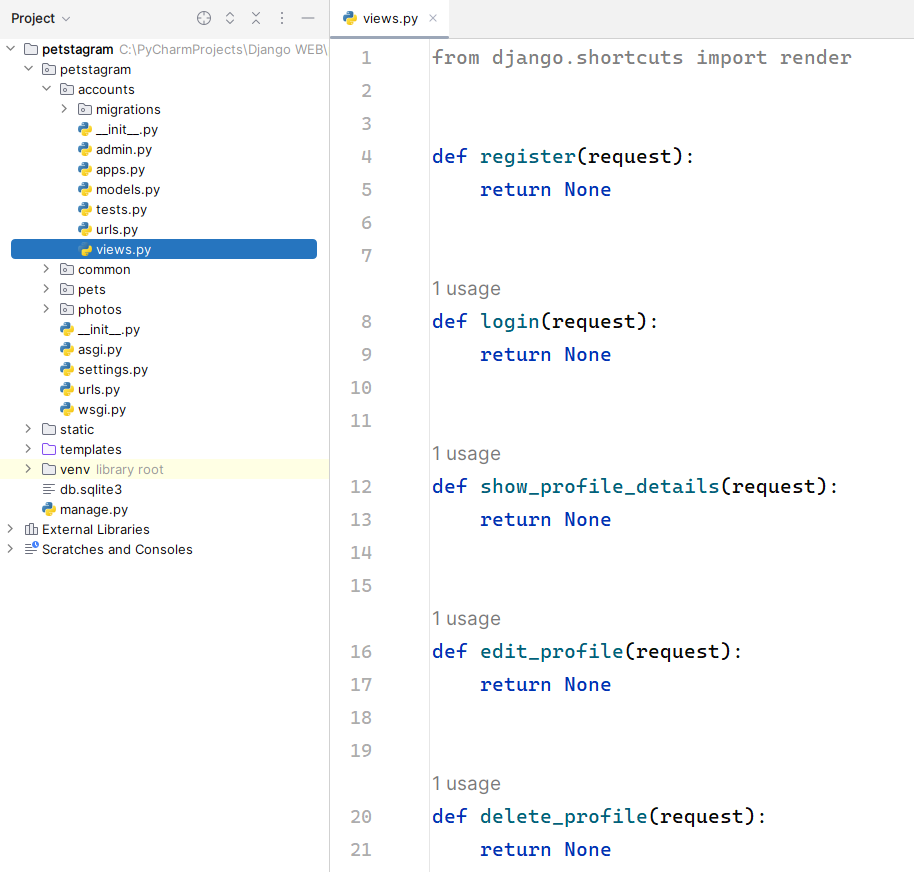 Project
petstagram C:\PyCharmProjects\Django WEB\
petstagram
accounts
migrations
__init__.py
admin.py
apps.py
models.py
tests.py
urls.py
views.py
common
pets
photos
__init__.py
asgi.py
settings.py
urls.py
wsgi.py
static
templates
venv library root
db.sqlite3
manage.py
External Libraries
Scratches and Consoles
views.py
1 from django.shortcuts import render
2
3
4 def register(request):
5     return None
6
7
1 usage
8 def login(request):
9     return None
10
11
1 usage
12 def show_profile_details(request):
13     return None
14
15
1 usage
16 def edit_profile(request):
17     return None
18
19
1 usage
20 def delete_profile(request):
21     return None